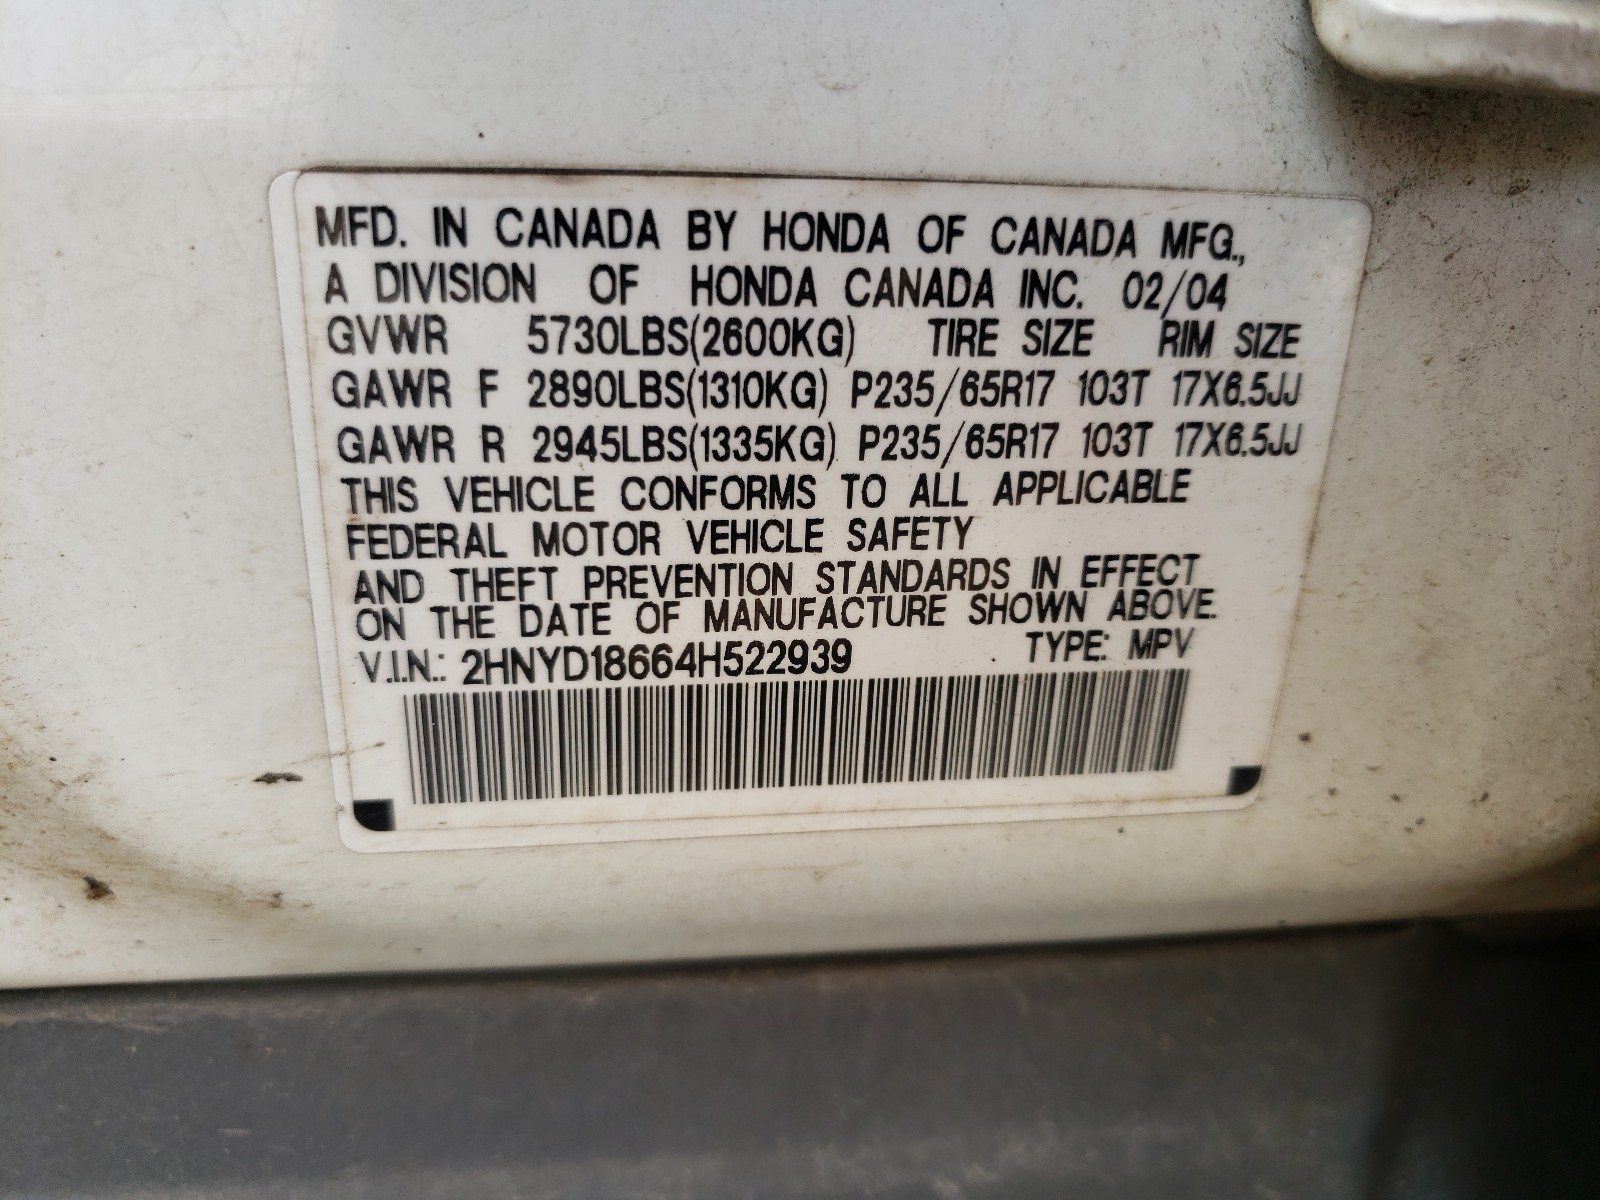 MFD. IN CANADA BY HONDA OF CANADA MFG.,
A DIVISION OF HONDA CANADA INC. 02/04
GVWR 5730LBS(2600KG) TIRE SIZE RIM SIZE
GAWR F 2890LBS(1310KG) P235/65R17 103T 17X6.5JJ
GAWR R 2945LBS(1335KG) P235/65R17 103T 17X6.5JJ
THIS VEHICLE CONFORMS TO ALL APPLICABLE
FEDERAL MOTOR VEHICLE SAFETY
AND THEFT PREVENTION STANDARDS IN EFFECT
ON THE DATE OF MANUFACTURE SHOWN ABOVE.
V.I.N.: 2HNYD18664H522939 TYPE: MPV